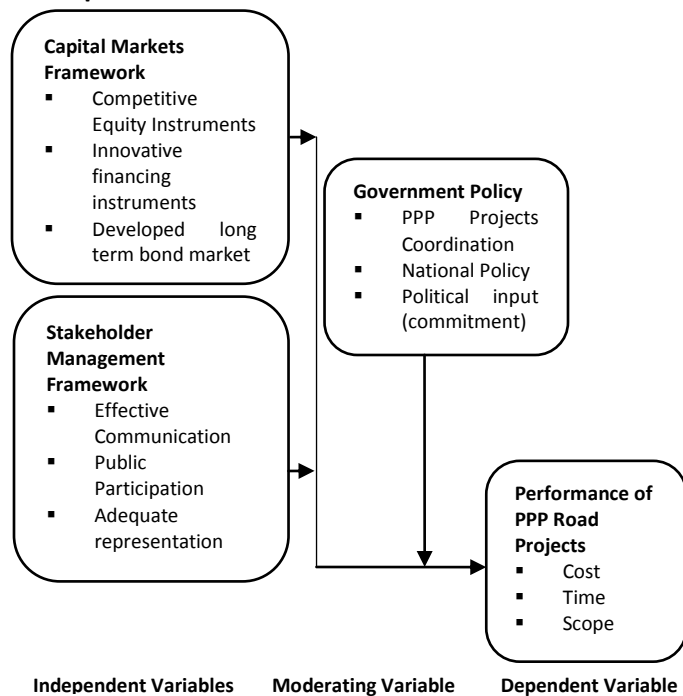 Capital Markets
Framework
▪ Competitive
Equity Instruments
▪ Innovative
financing
instruments
▪ Developed long
term bond market
Stakeholder
Management
Framework
▪ Effective
Communication
▪ Public
Participation
▪ Adequate
representation
Government Policy
▪ PPP Projects
Coordination
▪ National Policy
▪ Political input
(commitment)
Performance of
PPP Road
Projects
▪ Cost
▪ Time
▪ Scope
Independent Variables Moderating Variable Dependent Variable